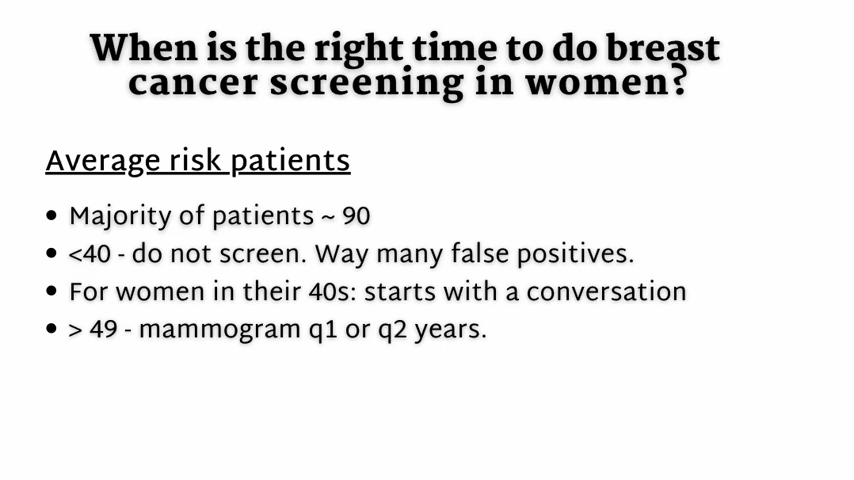 When is the right time to do breast
cancer screening in women?
Average risk patients
• Majority of patients ~ 90
• <40 - do not screen. Way many false positives.
• For women in their 40s: starts with a conversation
• > 49 - mammogram q1 or q2 years.